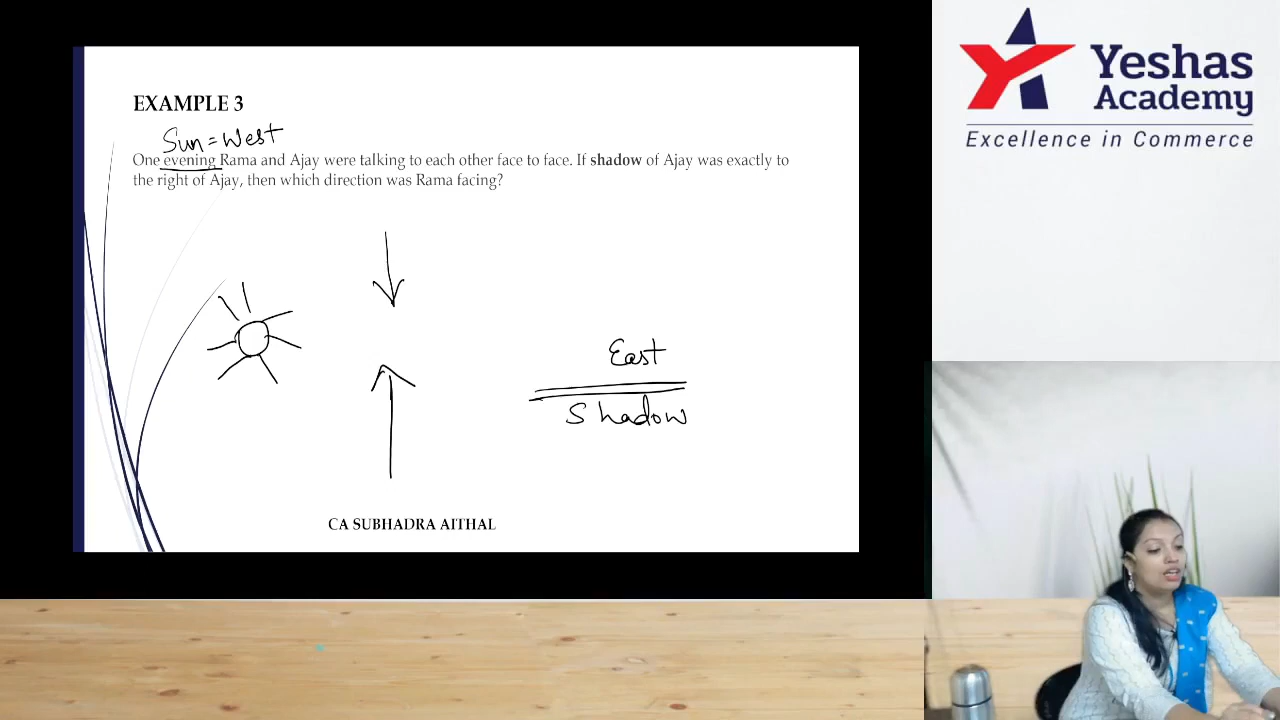 EXAMPLE 3
Sun = West
One evening Rama and Ajay were talking to each other face to face. If shadow of Ajay was exactly to
the right of Ajay, then which direction was Rama facing?
East
Shadow
CA SUBHADRA AITHAL
Yeshas
Academy
Excellence in Commerce